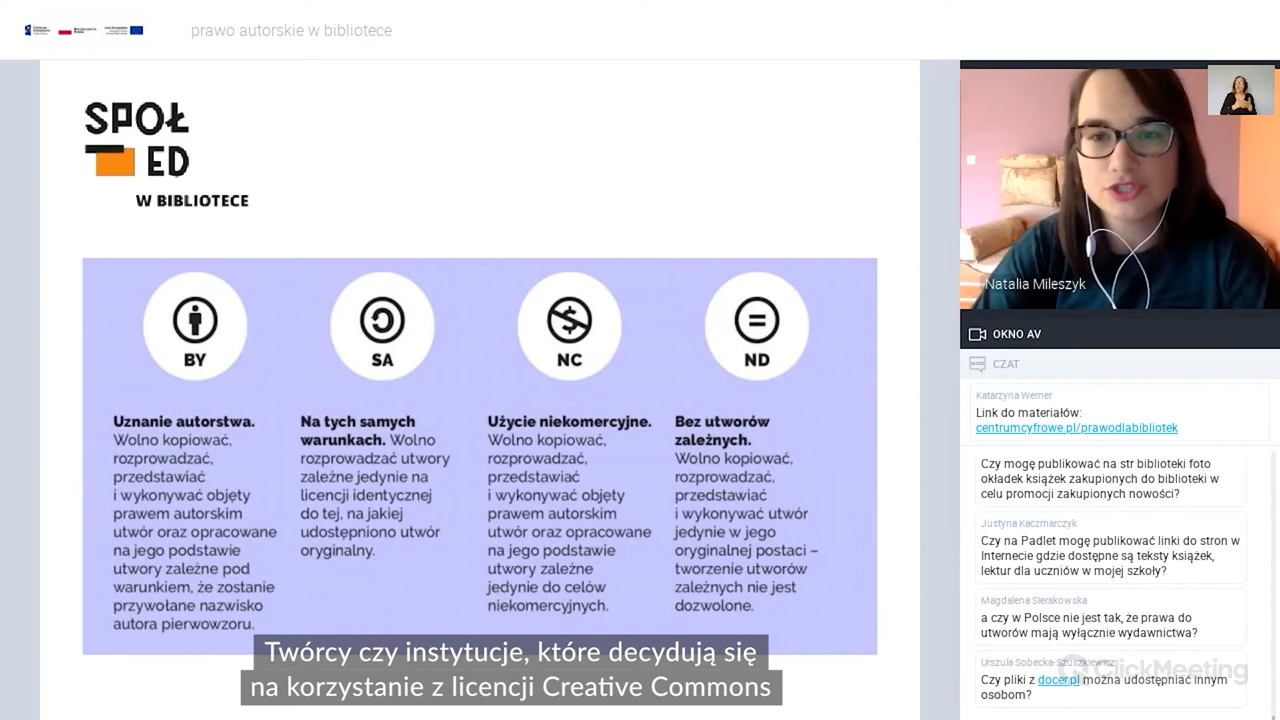 prawo autorskie w bibliotece
SPOŁ
ED
W BIBLIOTECE
BY
SA
NC
ND
Uznanie autorstwa.
Wolno kopiować,
rozprowadzać,
przedstawiać
i wykonywać objęty
prawem autorskim
utwór oraz opracowane
na jego podstawie
utwory zależne pod
warunkiem, że zostanie
przywołane nazwisko
autora pierwowzoru.
Na tych samych
warunkach. Wolno
rozprowadzać utwory
zależne jedynie na
licencji identycznej
do tej, na jakiej
udostępniono utwór
oryginalny.
Użycie niekomercyjne.
Wolno kopiować,
rozprowadzać,
przedstawiać
i wykonywać objęty
prawem autorskim
utwór oraz opracowane
na jego podstawie
utwory zależne
jedynie do celów
niekomercyjnych.
Bez utworów
zależnych.
Wolno kopiować,
rozprowadzać,
przedstawiać
i wykonywać utwór
jedynie w jego
oryginalnej postaci –
tworzenie utworów
zależnych nie jest
dozwolone.
Twórcy czy instytucje, które decydują się
na korzystanie z licencji Creative Commons
Natalia Mileszyk
OKNO AV
CZAT
Katarzyna Werner
Link do materiałów:
centrumcyfrowe.pl/prawodlabibliotek
Czy mogę publikować na str biblioteki foto
okładek książek zakupionych do biblioteki w
celu promocji zakupionych nowości?
Justyna Kaczmarczyk
Czy na Padlet mogę publikować linki do stron w
Internecie gdzie dostępne są teksty książek,
lektur dla uczniów w mojej szkoły?
Magdalena Sierakowska
a czy w Polsce nie jest tak, że prawa do
utworów mają wyłącznie wydawnictwa?
Urszula Sobecka-Szuszkiewicz
ClickMeeting
Czy pliki z docer.pl można udostępniać innym
osobom?